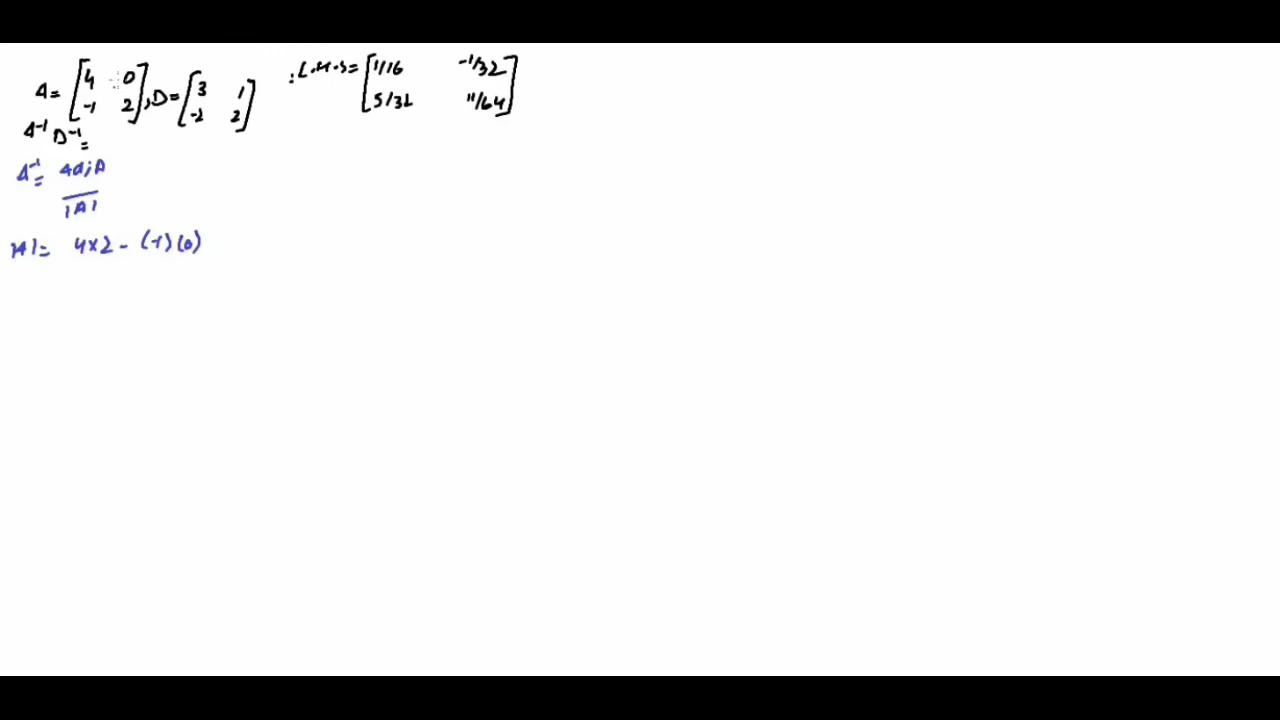 A = [4 0 -1 2], D = [3 1 -2 2] : L.H.S = [1/16 -1/32 5/32 11/64]
A⁻¹ D⁻¹ =
A⁻¹ = AdjA / |A|
|A| = 4×2 - (-1)(0)